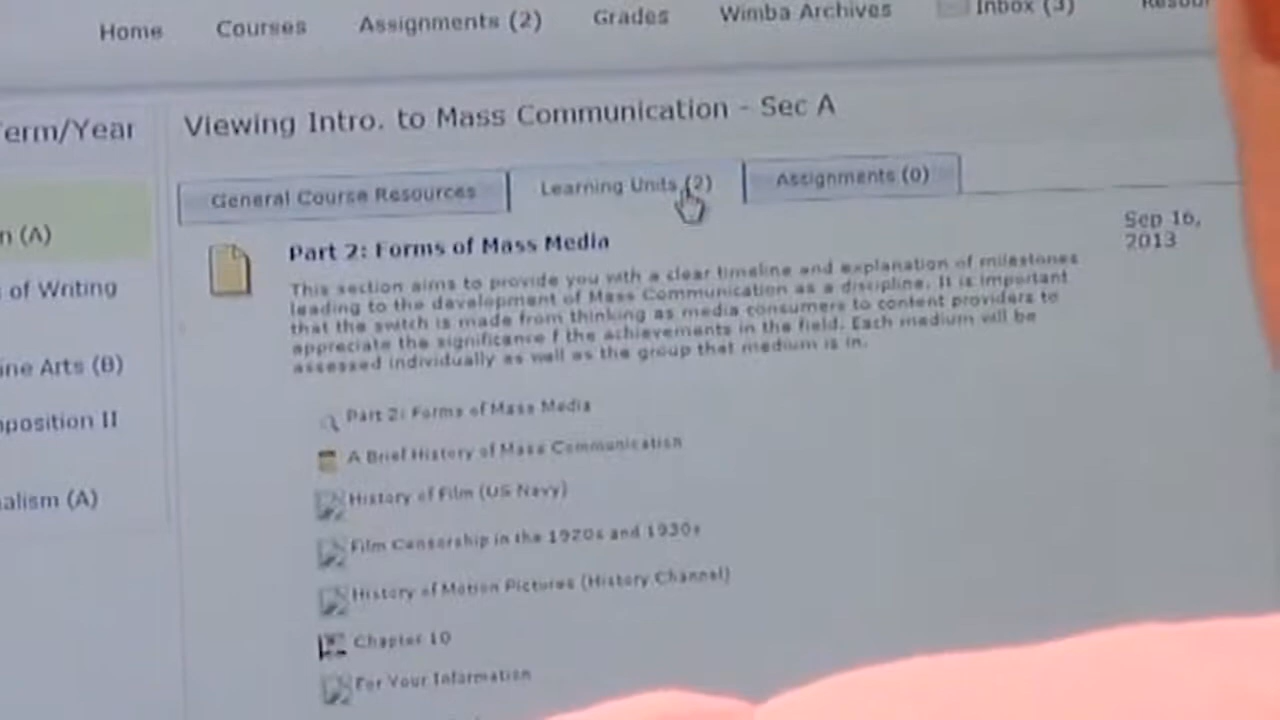 Home Courses Assignments (2) Grades Wimba Archives Inbox (3)
Term/Year
Viewing Intro. to Mass Communication - Sec A
General Course Resources Learning Units (2) Assignments (0)
n (A)
Part 2: Forms of Mass Media
Sep 16,
2013
This section aims to provide you with a clear timeline and explanation of milestones
leading to the development of Mass Communication as a discipline. It is important
that the switch is made from thinking as media consumers to content providers to
appreciate the significance f the achievements in the field. Each medium will be
assessed individually as well as the group that medium is in.
of Writing
ine Arts (B)
position II
alism (A)
Part 2: Forms of Mass Media
A Brief History of Mass Communication
History of Film (US Navy)
Film Censorship in the 1920s and 1930s
History of Motion Pictures (History Channel)
Chapter 10
For Your Information